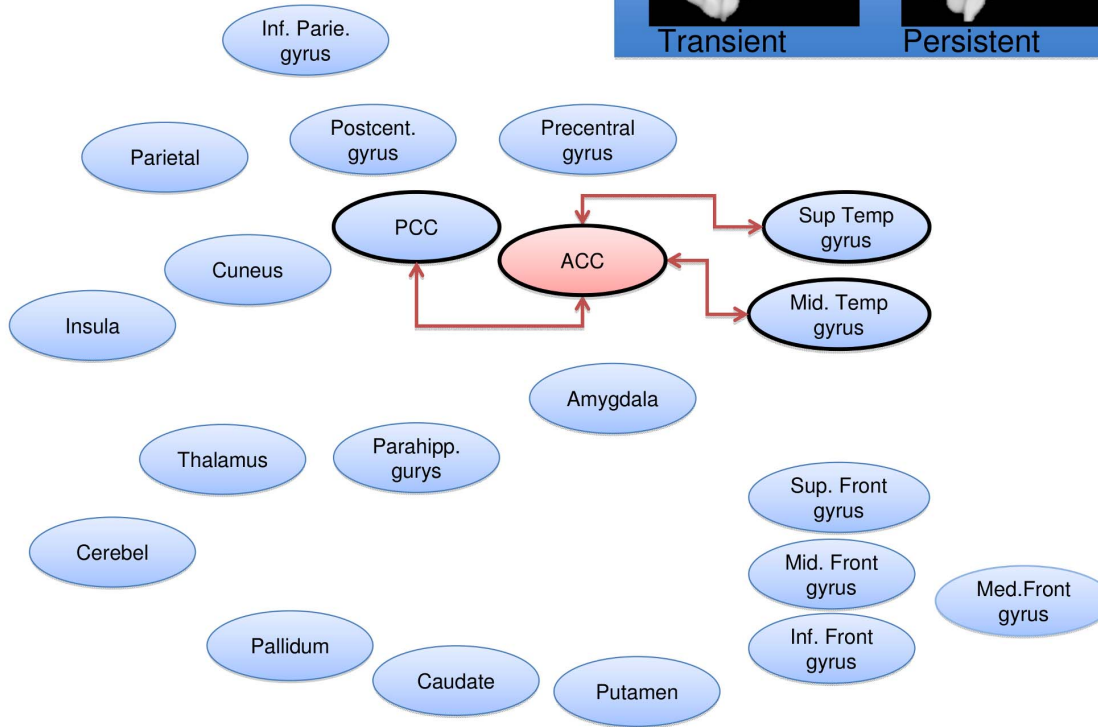 Transient
Persistent
Inf. Parie.
gyrus
Postcent.
gyrus
Precentral
gyrus
Parietal
PCC
ACC
Sup Temp
gyrus
Cuneus
Insula
Mid. Temp
gyrus
Amygdala
Thalamus
Parahipp.
gurys
Sup. Front
gyrus
Cerebel
Mid. Front
gyrus
Med.Front
gyrus
Pallidum
Inf. Front
gyrus
Caudate
Putamen